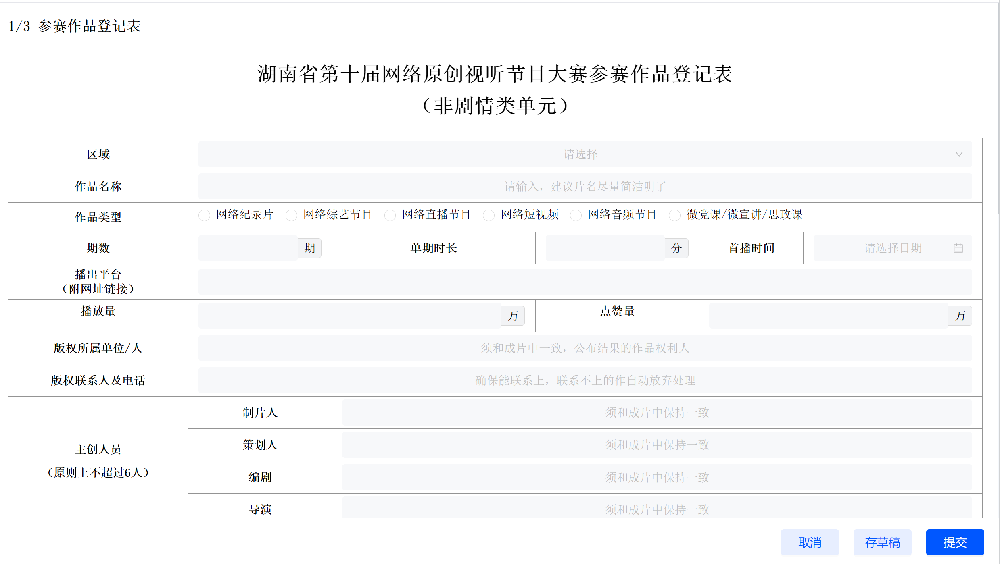 1/3 参赛作品登记表
湖南省第十届网络原创视听节目大赛参赛作品登记表
（非剧情类单元）
区域 请选择
作品名称 请输入，建议片名尽量简洁明了
作品类型 网络纪录片 网络综艺节目 网络直播节目 网络短视频 网络音频节目 微党课/微宣讲/思政课
期数 期 单期时长 分 首播时间 请选择日期
播出平台
（附网址链接）
播放量 万 点赞量 万
版权所属单位/人 须和成片中一致，公布结果的作品权利人
版权联系人及电话 确保能联系上，联系不上的作自动放弃处理
主创人员
（原则上不超过6人）
制片人 须和成片中保持一致
策划人 须和成片中保持一致
编剧 须和成片中保持一致
导演 须和成片中保持一致
取消 存草稿 提交